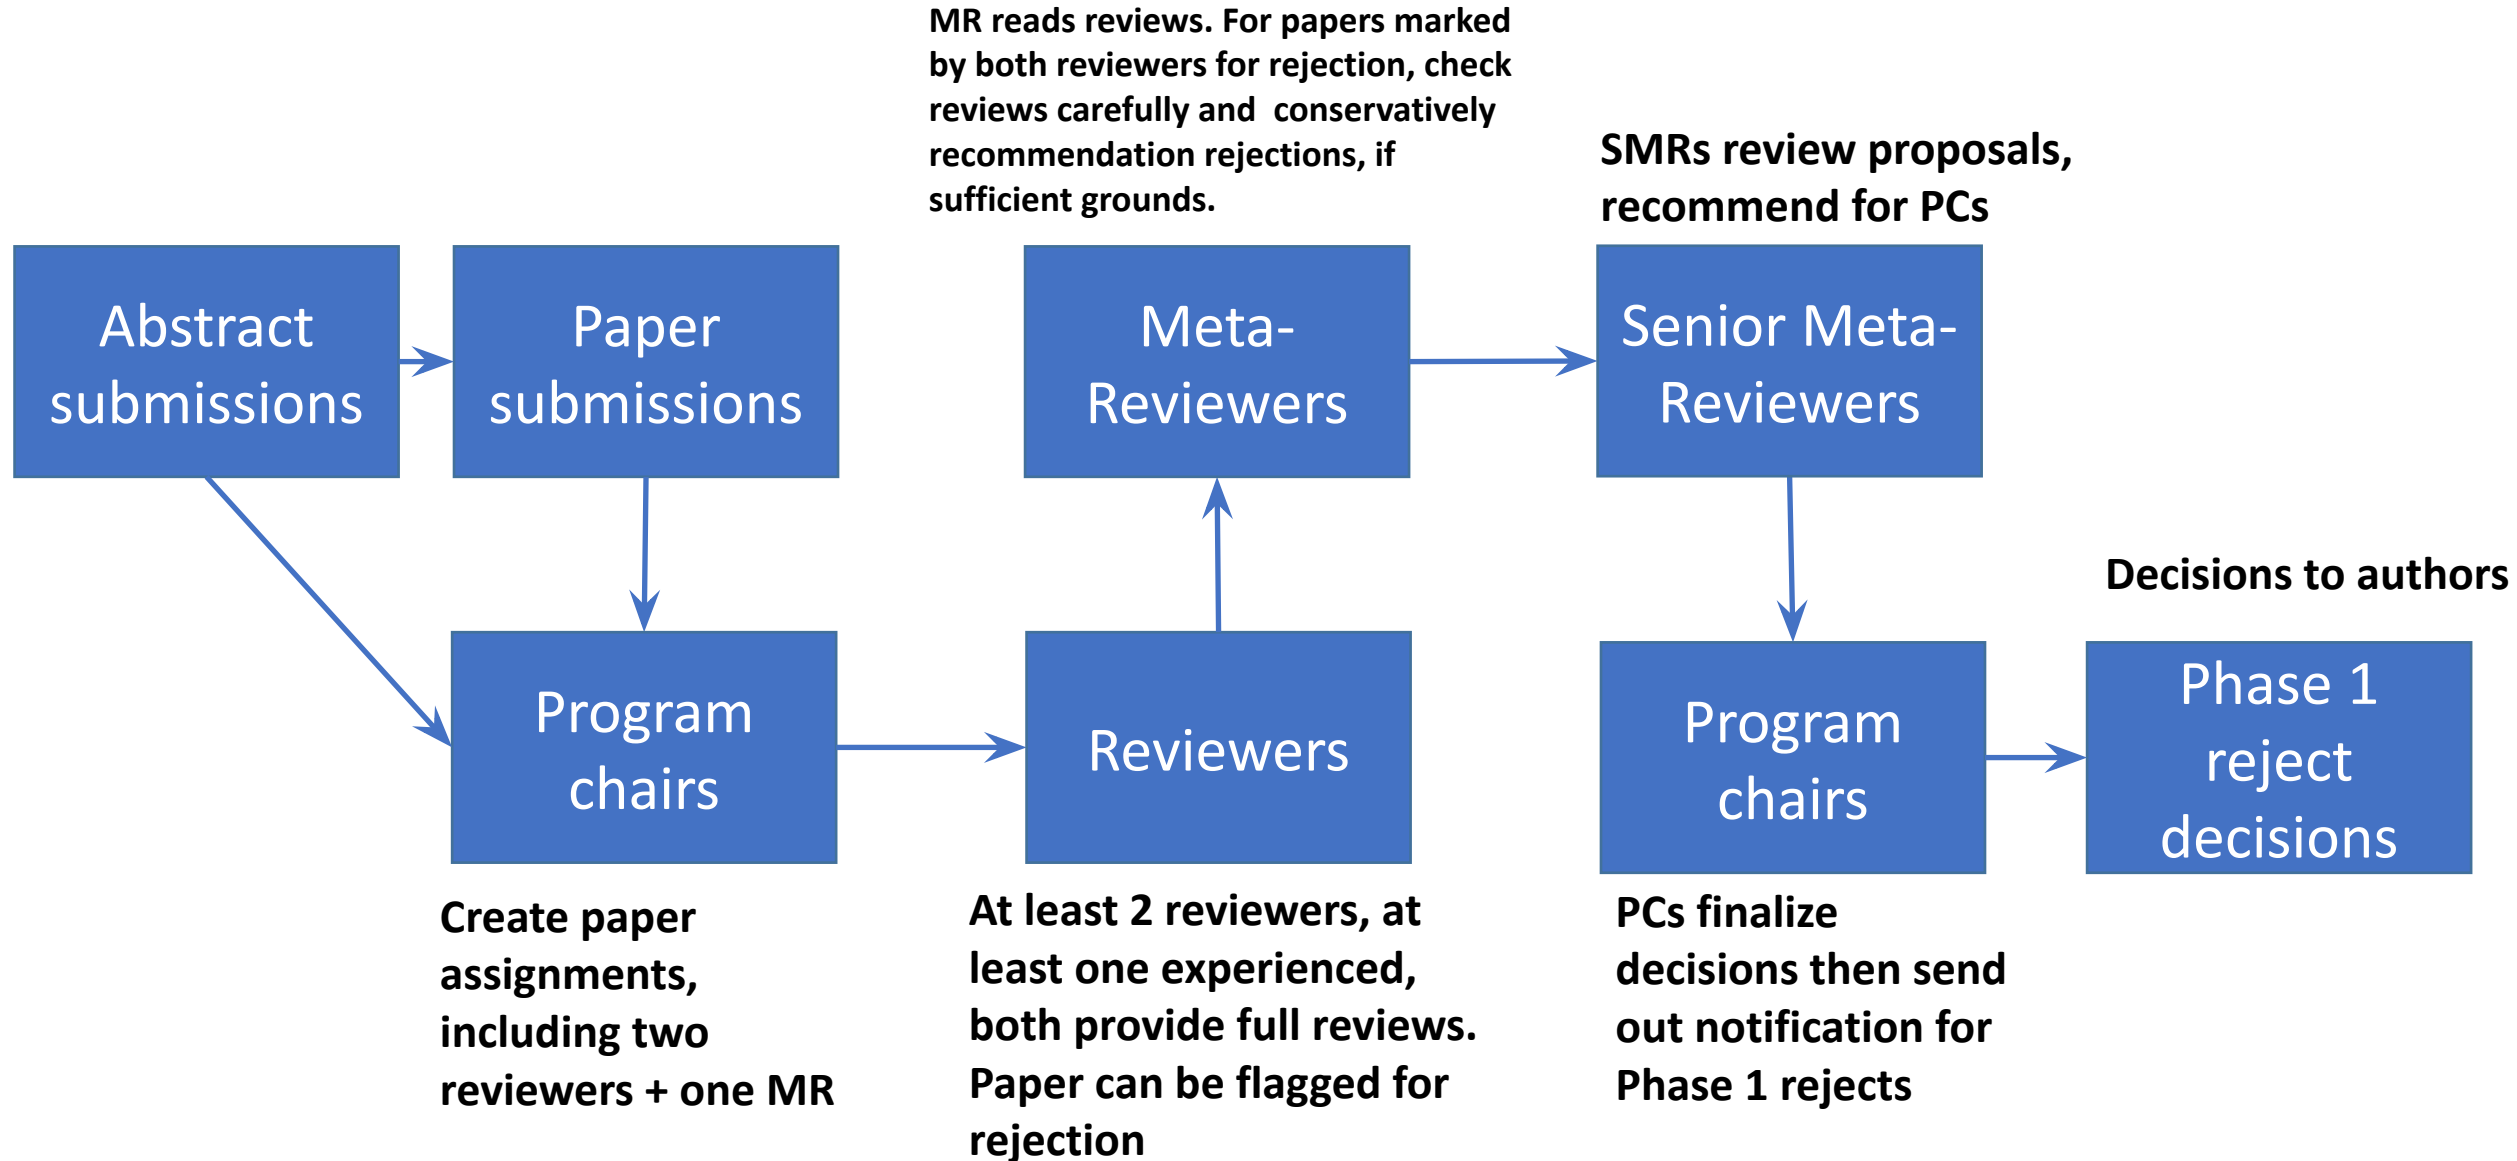 MR reads reviews. For papers marked
by both reviewers for rejection, check
reviews carefully and  conservatively
recommendation rejections, if
sufficient grounds.
SMRs review proposals,
recommend for PCs
Abstract
submissions
Paper
submissions
Meta-
Reviewers
Senior Meta-
Reviewers
Decisions to authors
Program
chairs
Reviewers
Program
chairs
Phase 1
reject
decisions
Create paper
assignments,
including two
reviewers + one MR
At least 2 reviewers, at
least one experienced,
both provide full reviews.
Paper can be flagged for
rejection
PCs finalize
decisions then send
out notification for
Phase 1 rejects